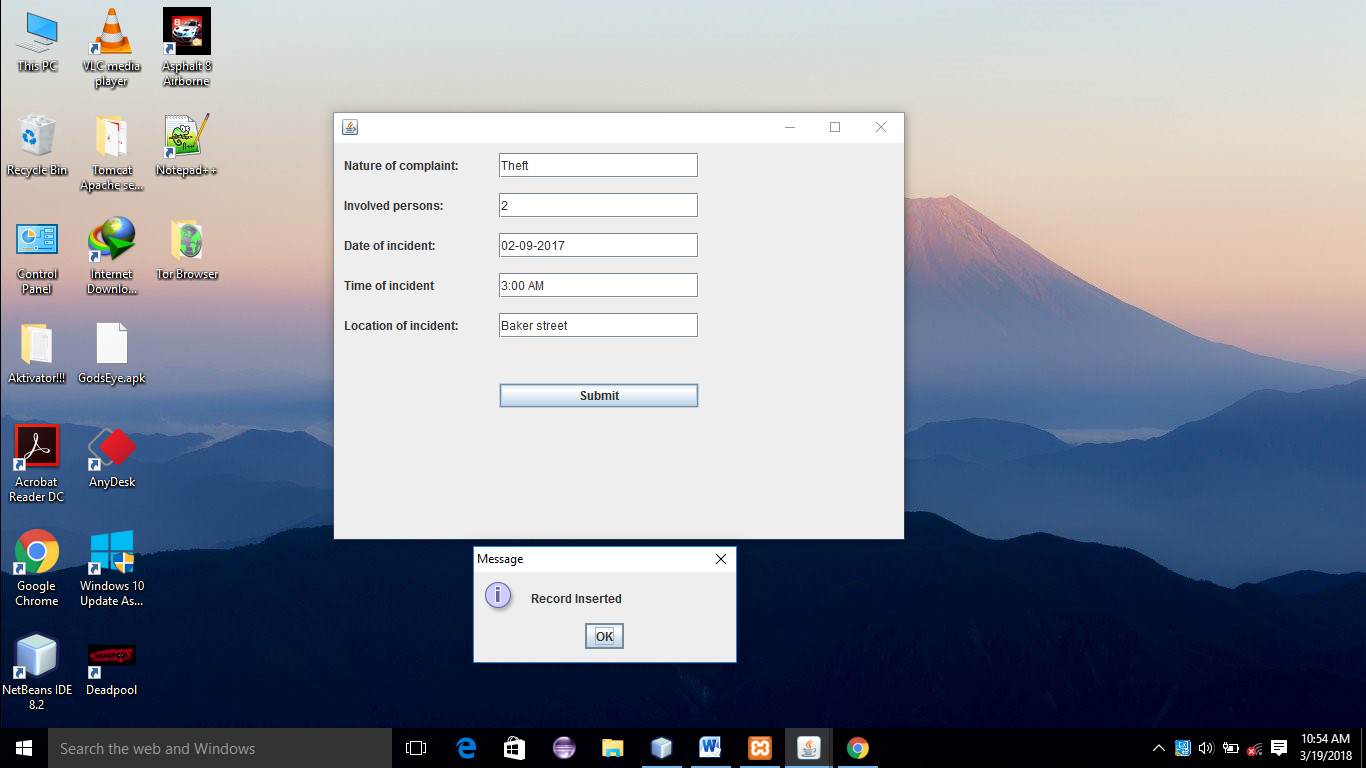 This PC
VLC media
player
Asphalt 8
Airborne
Recycle Bin
Tomcat
Apache se...
Notepad++
Control
Panel
Internet
Downlo...
Tor Browser
Aktivator!!!
GodsEye.apk
Acrobat
Reader DC
AnyDesk
Google
Chrome
Windows 10
Update As...
NetBeans IDE
8.2
Deadpool
Nature of complaint: Theft
Involved persons: 2
Date of incident: 02-09-2017
Time of incident 3:00 AM
Location of incident: Baker street
Submit
Message
Record Inserted
OK
Search the web and Windows
10:54 AM
3/19/2018